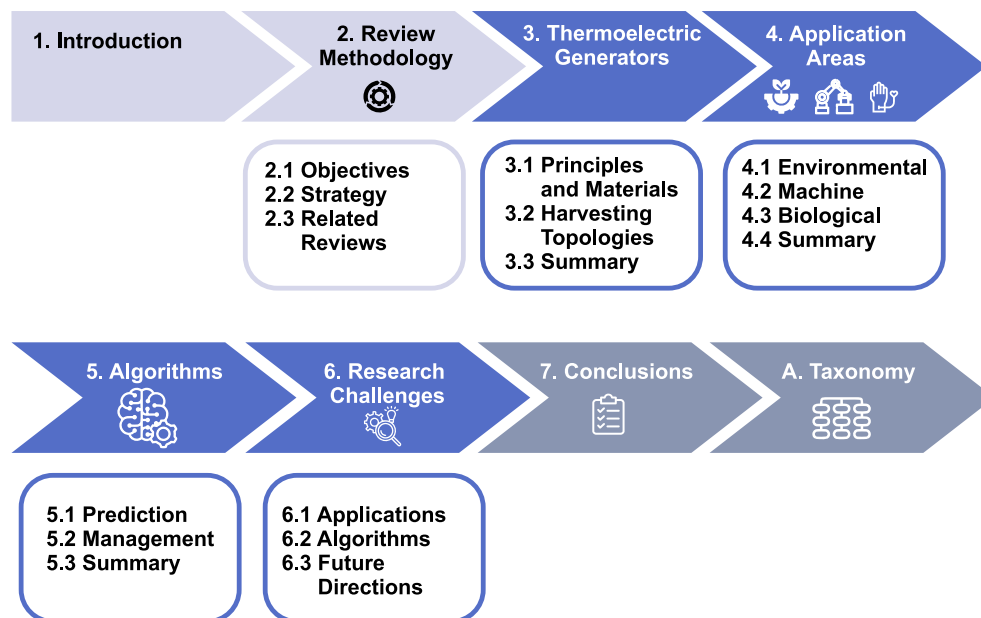 1. Introduction
2. Review
Methodology
3. Thermoelectric
Generators
4. Application
Areas
2.1 Objectives
2.2 Strategy
2.3 Related
Reviews
3.1 Principles
and Materials
3.2 Harvesting
Topologies
3.3 Summary
4.1 Environmental
4.2 Machine
4.3 Biological
4.4 Summary
5. Algorithms
6. Research
Challenges
7. Conclusions
A. Taxonomy
5.1 Prediction
5.2 Management
5.3 Summary
6.1 Applications
6.2 Algorithms
6.3 Future
Directions